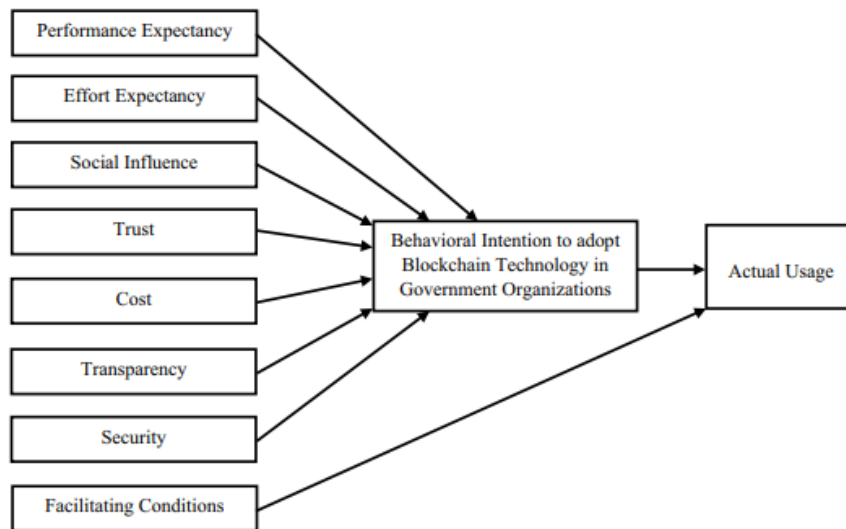 Performance Expectancy
Effort Expectancy
Social Influence
Trust
Cost
Transparency
Security
Facilitating Conditions
Behavioral Intention to adopt
Blockchain Technology in
Government Organizations
Actual Usage